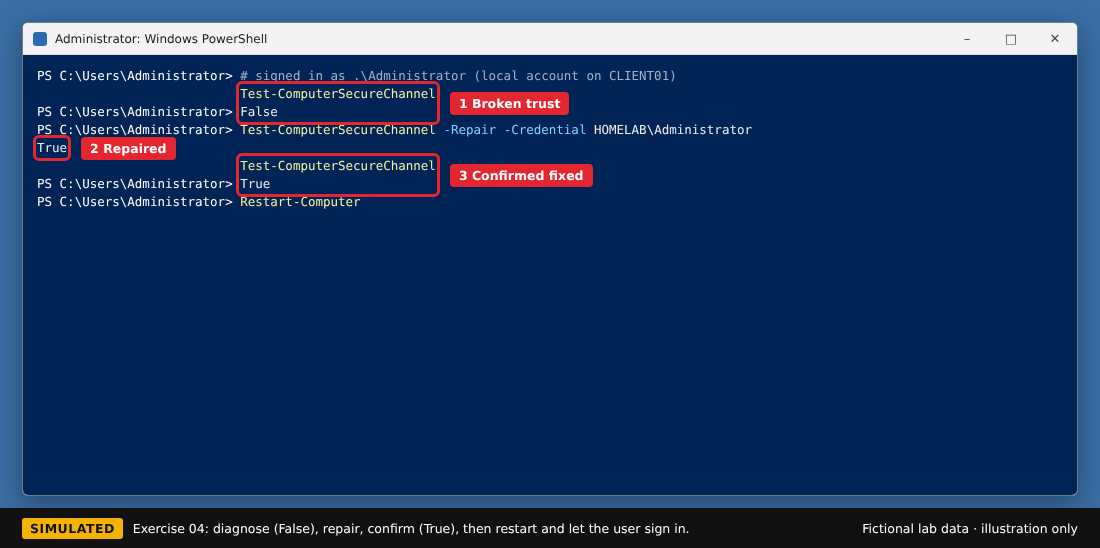 Administrator: Windows PowerShell
PS C:\Users\Administrator> # signed in as .\Administrator (local account on CLIENT01)
Test-ComputerSecureChannel
1 Broken trust
PS C:\Users\Administrator> False
PS C:\Users\Administrator> Test-ComputerSecureChannel -Repair -Credential HOMELAB\Administrator
True 2 Repaired
Test-ComputerSecureChannel
3 Confirmed fixed
PS C:\Users\Administrator> True
PS C:\Users\Administrator> Restart-Computer
SIMULATED Exercise 04: diagnose (False), repair, confirm (True), then restart and let the user sign in. Fictional lab data · illustration only